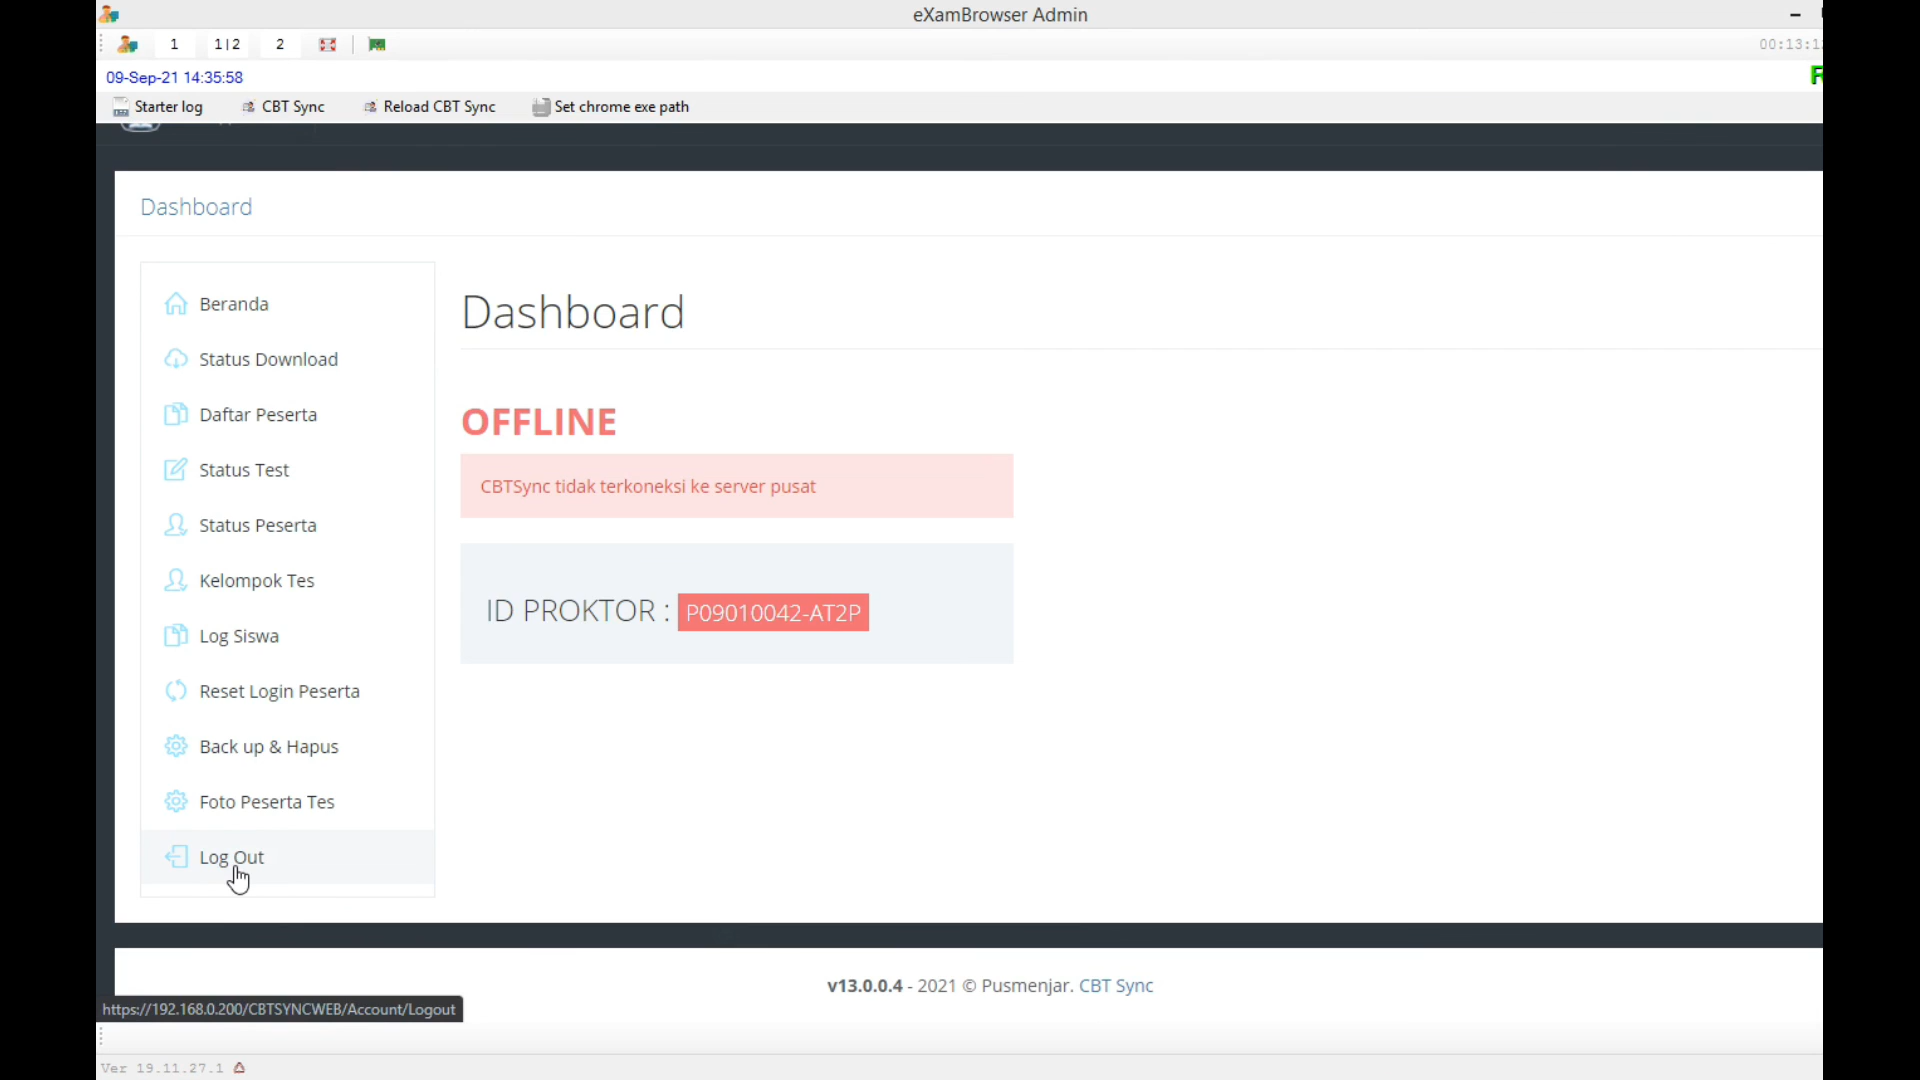 eXamBrowser Admin
1 1|2 2
00:13:1
09-Sep-21 14:35:58
Starter log CBT Sync Reload CBT Sync Set chrome exe path
Dashboard
Beranda
Status Download
Daftar Peserta
Status Test
Status Peserta
Kelompok Tes
Log Siswa
Reset Login Peserta
Back up & Hapus
Foto Peserta Tes
Log Out
Dashboard
OFFLINE
CBTSync tidak terkoneksi ke server pusat
ID PROKTOR : P09010042-AT2P
v13.0.0.4 - 2021 © Pusmenjar. CBT Sync
https://192.168.0.200/CBTSYNCWEB/Account/Logout
Ver 19.11.27.1